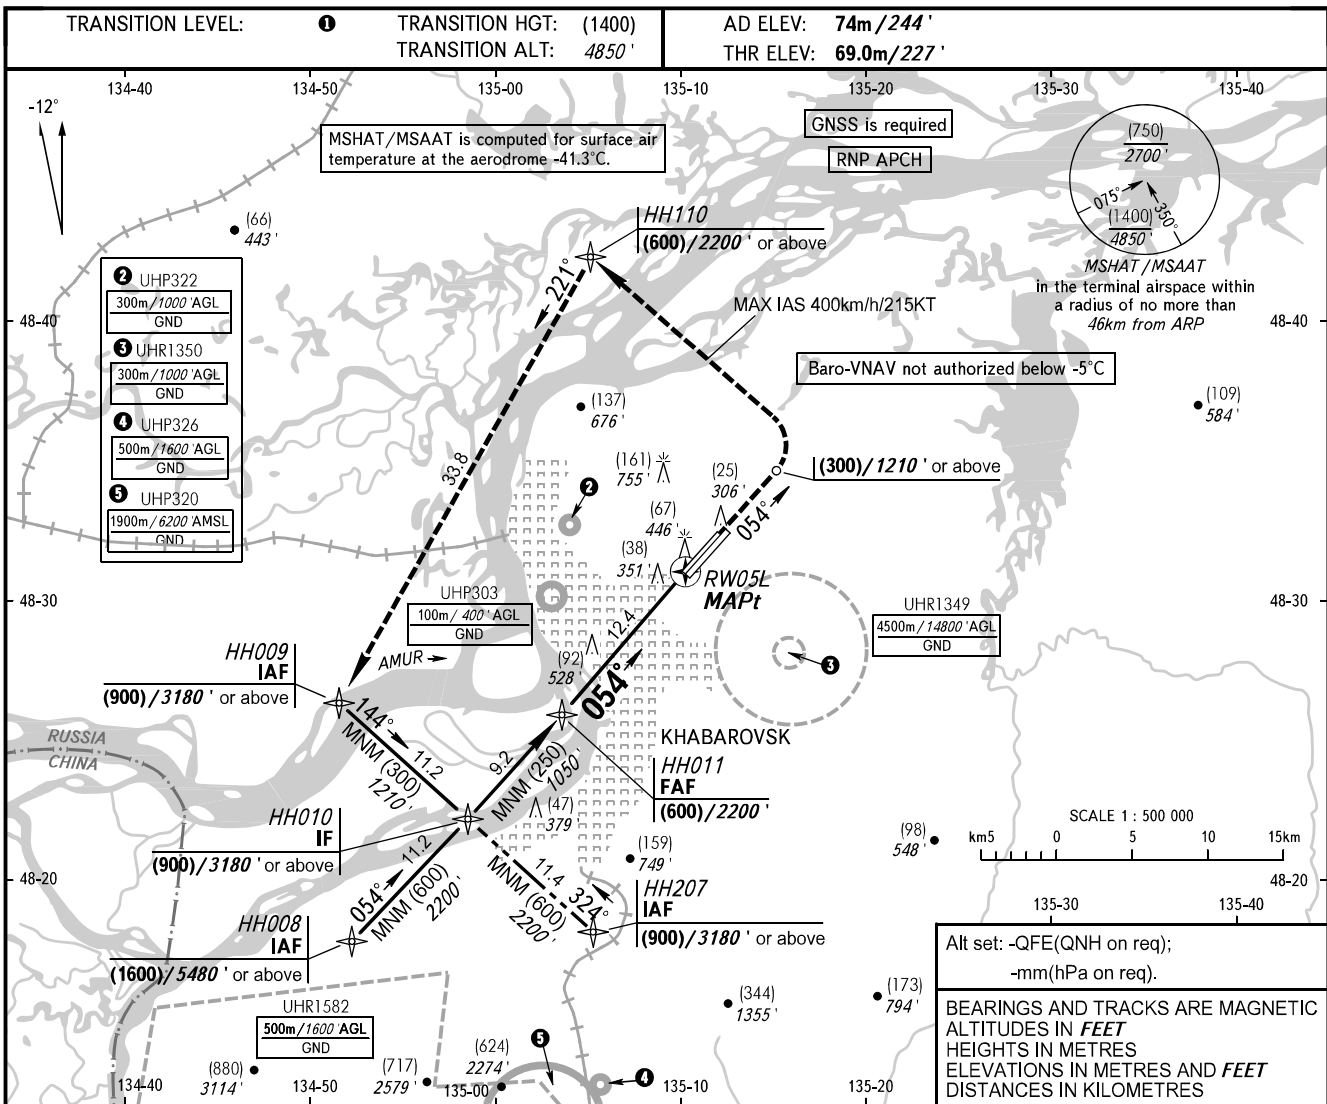 TRANSITION LEVEL: ❶ TRANSITION HGT: (1400)
TRANSITION ALT: 4850 '
AD ELEV: 74m/244 '
THR ELEV: 69.0m/227 '
134-40 134-50 135-00 135-10 135-20 135-30 135-40
-12°
MSHAT/MSAAT is computed for surface air
temperature at the aerodrome -41.3°C.
GNSS is required
RNP APCH
(750)
2700 '
075°
350°
(1400)
4850 '
MSHAT/MSAAT
in the terminal airspace within
a radius of no more than
46km from ARP
(66)
443 '
HH110
(600)/2200 ' or above
221°
MAX IAS 400km/h/215KT
48-40
48-40
❷ UHP322
300m/1000 'AGL
GND
❸ UHR1350
300m/1000 'AGL
GND
❹ UHP326
500m/1600 'AGL
GND
❺ UHP320
1900m/6200 'AMSL
GND
Baro-VNAV not authorized below -5°C
(109)
584 '
(137)
676 '
33.8
(161)
755 '
(25)
306 '
(300)/1210 ' or above
❷
(67)
446 '
054°
(38)
351 '
RW05L
MAPt
48-30
48-30
UHP303
100m/ 400 'AGL
GND
UHR1349
4500m/14800 'AGL
GND
12.4
❸
HH009
IAF
(900)/3180 ' or above
AMUR →
(92)
528 '
054°
144°
11.2
MNM (300)
1210 '
RUSSIA
CHINA
9.2
MNM (250)
1050 '
KHABAROVSK
HH011
FAF
(600)/2200 '
HH010
IF
(900)/3180 ' or above
(47)
379 '
(159)
749 '
(98)
548 '
SCALE 1 : 500 000
km5 0 5 10 15km
48-20
48-20
054°
11.2
MNM (600)
2200 '
11.4
324°
MNM (600)
2200 '
HH207
IAF
(900)/3180 ' or above
135-30 135-40
HH008
IAF
(1600)/5480 ' or above
Alt set: -QFE(QNH on req);
-mm(hPa on req).
(344)
1355 '
(173)
794 '
UHR1582
500m/1600 'AGL
GND
BEARINGS AND TRACKS ARE MAGNETIC
ALTITUDES IN FEET
HEIGHTS IN METRES
ELEVATIONS IN METRES AND FEET
DISTANCES IN KILOMETRES
(880)
3114 '
(717)
2579 '
(624)
2274 '
❺
❹
134-40 134-50 135-00 135-10 135-20